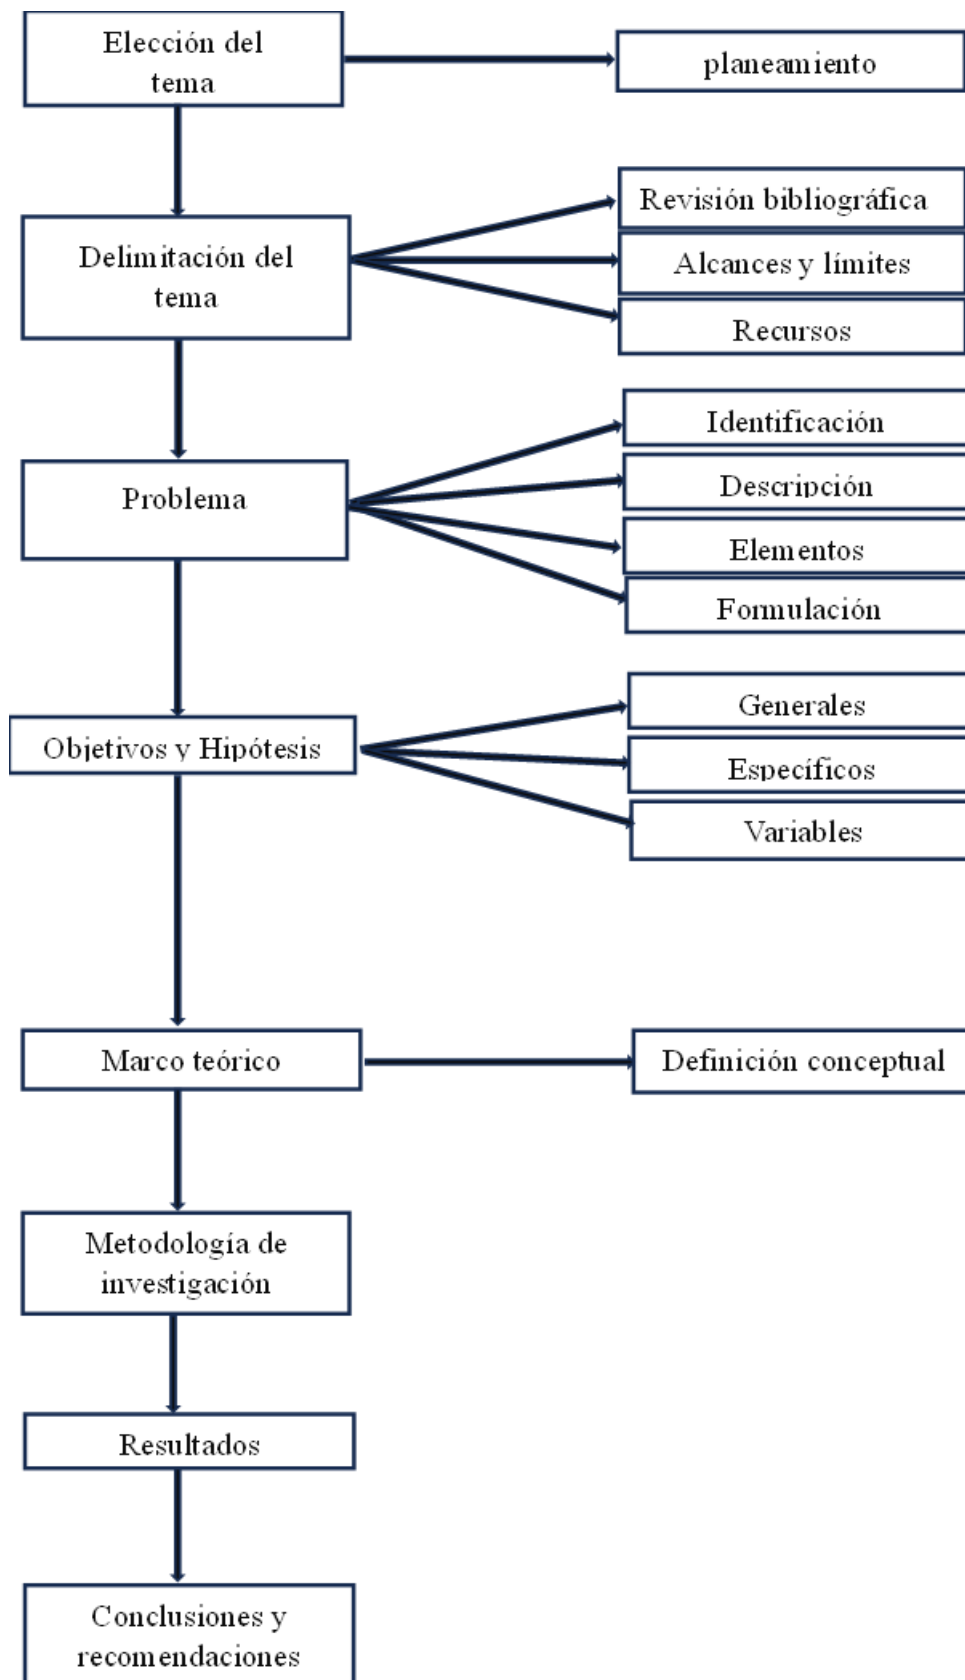 Elección del
tema
planeamiento
Delimitación del
tema
Revisión bibliográfica
Alcances y límites
Recursos
Problema
Identificación
Descripción
Elementos
Formulación
Objetivos y Hipótesis
Generales
Específicos
Variables
Marco teórico
Definición conceptual
Metodología de
investigación
Resultados
Conclusiones y
recomendaciones